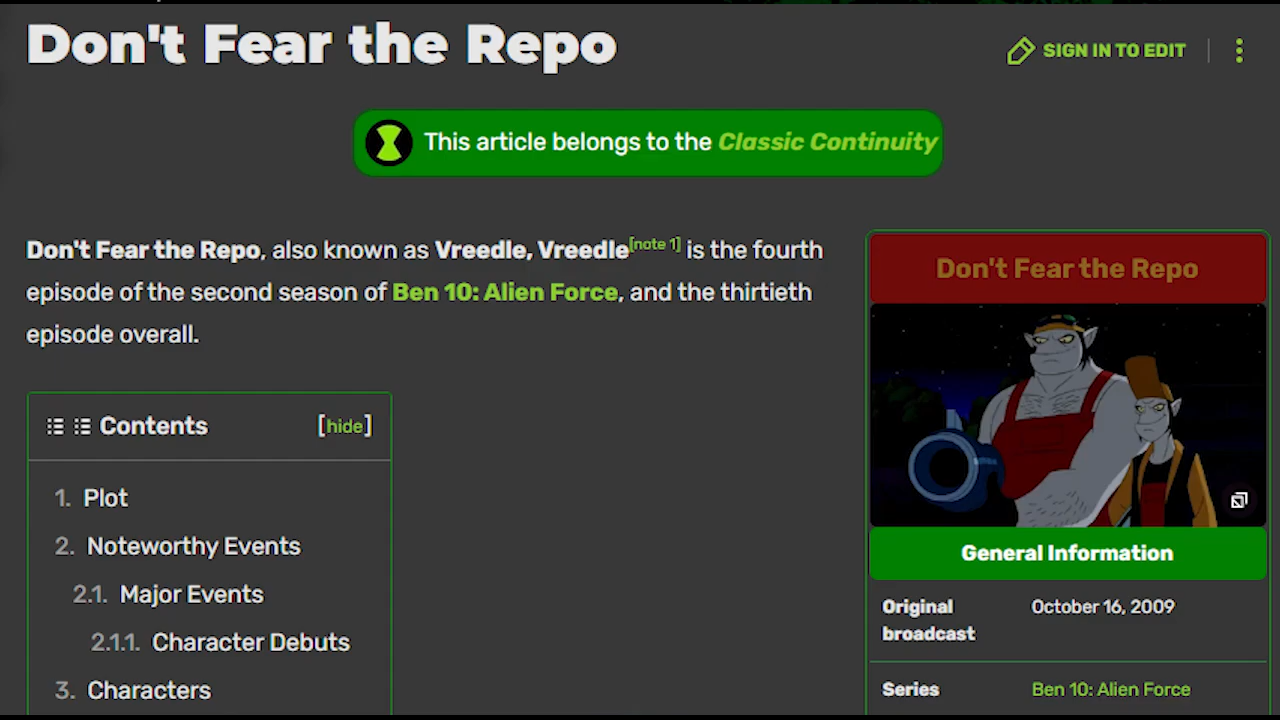 Don't Fear the Repo
SIGN IN TO EDIT
This article belongs to the Classic Continuity
Don't Fear the Repo, also known as Vreedle, Vreedle[note 1] is the fourth
episode of the second season of Ben 10: Alien Force, and the thirtieth
episode overall.
Contents [hide]
1. Plot
2. Noteworthy Events
2.1. Major Events
2.1.1. Character Debuts
3. Characters
Don't Fear the Repo
General Information
Original October 16, 2009
broadcast
Series Ben 10: Alien Force